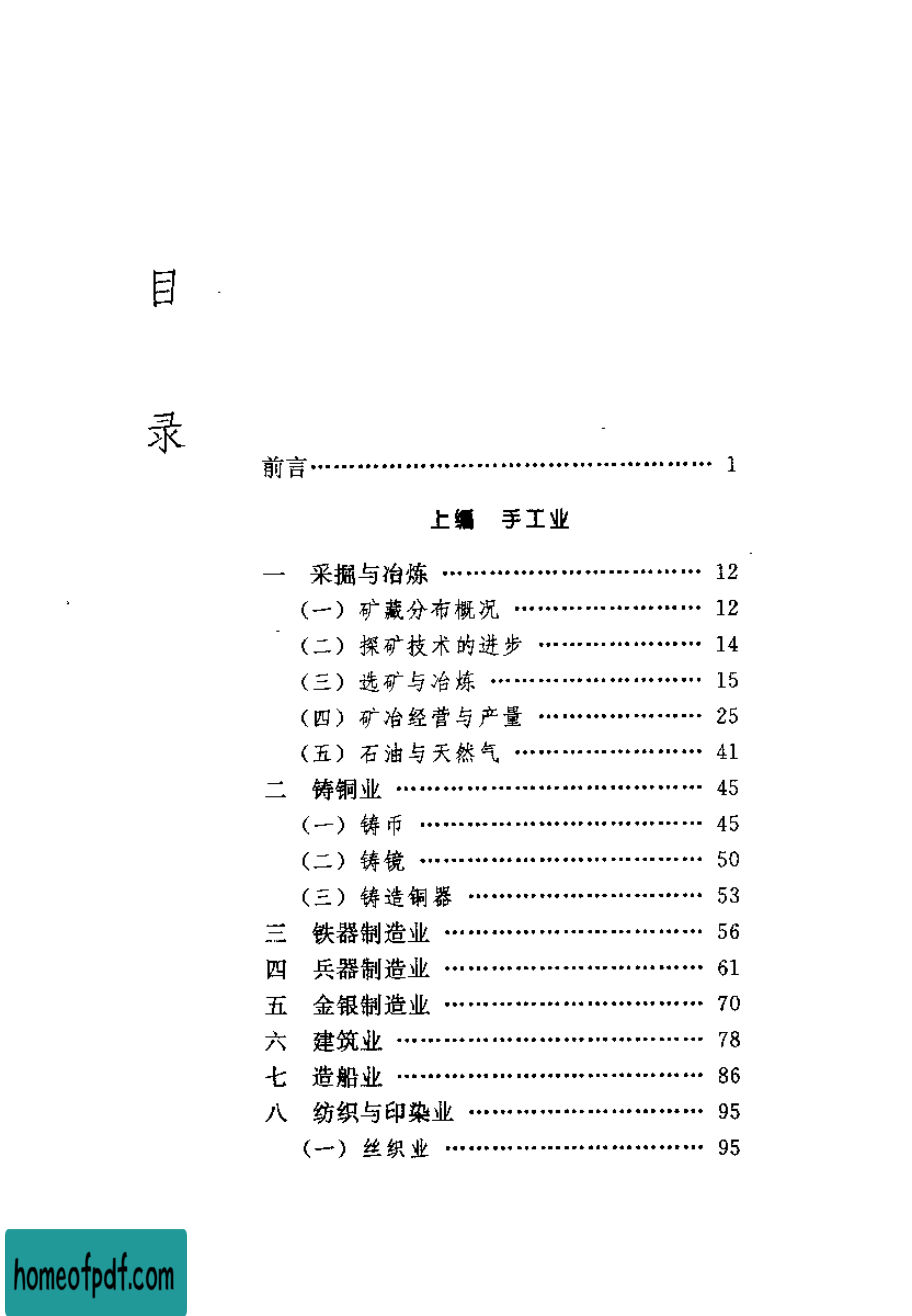 目
录
前言………………………………………… 1
上编 手工业
一 采掘与冶炼 ………………………… 12
(一) 矿藏分布概况 ………………… 12
(二) 探矿技术的进步 ……………… 14
(三) 选矿与冶炼 …………………… 15
(四) 矿冶经营与产量 ……………… 25
(五) 石油与天然气 ………………… 41
二 铸铜业 ……………………………… 45
(一) 铸币 …………………………… 45
(二) 铸镜 …………………………… 50
(三) 铸造铜器 ……………………… 53
三 铁器制造业 ………………………… 56
四 兵器制造业 ………………………… 61
五 金银制造业 ………………………… 70
六 建筑业 ……………………………… 78
七 造船业 ……………………………… 86
八 纺织与印染业 ……………………… 95
(一) 丝织业 ………………………… 95
homeofpdf.com